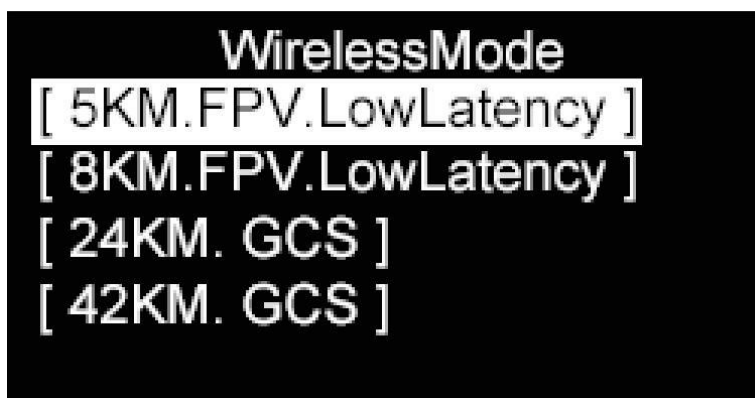 WirelessMode
[ 5KM.FPV.LowLatency ]
[ 8KM.FPV.LowLatency ]
[ 24KM. GCS ]
[ 42KM. GCS ]